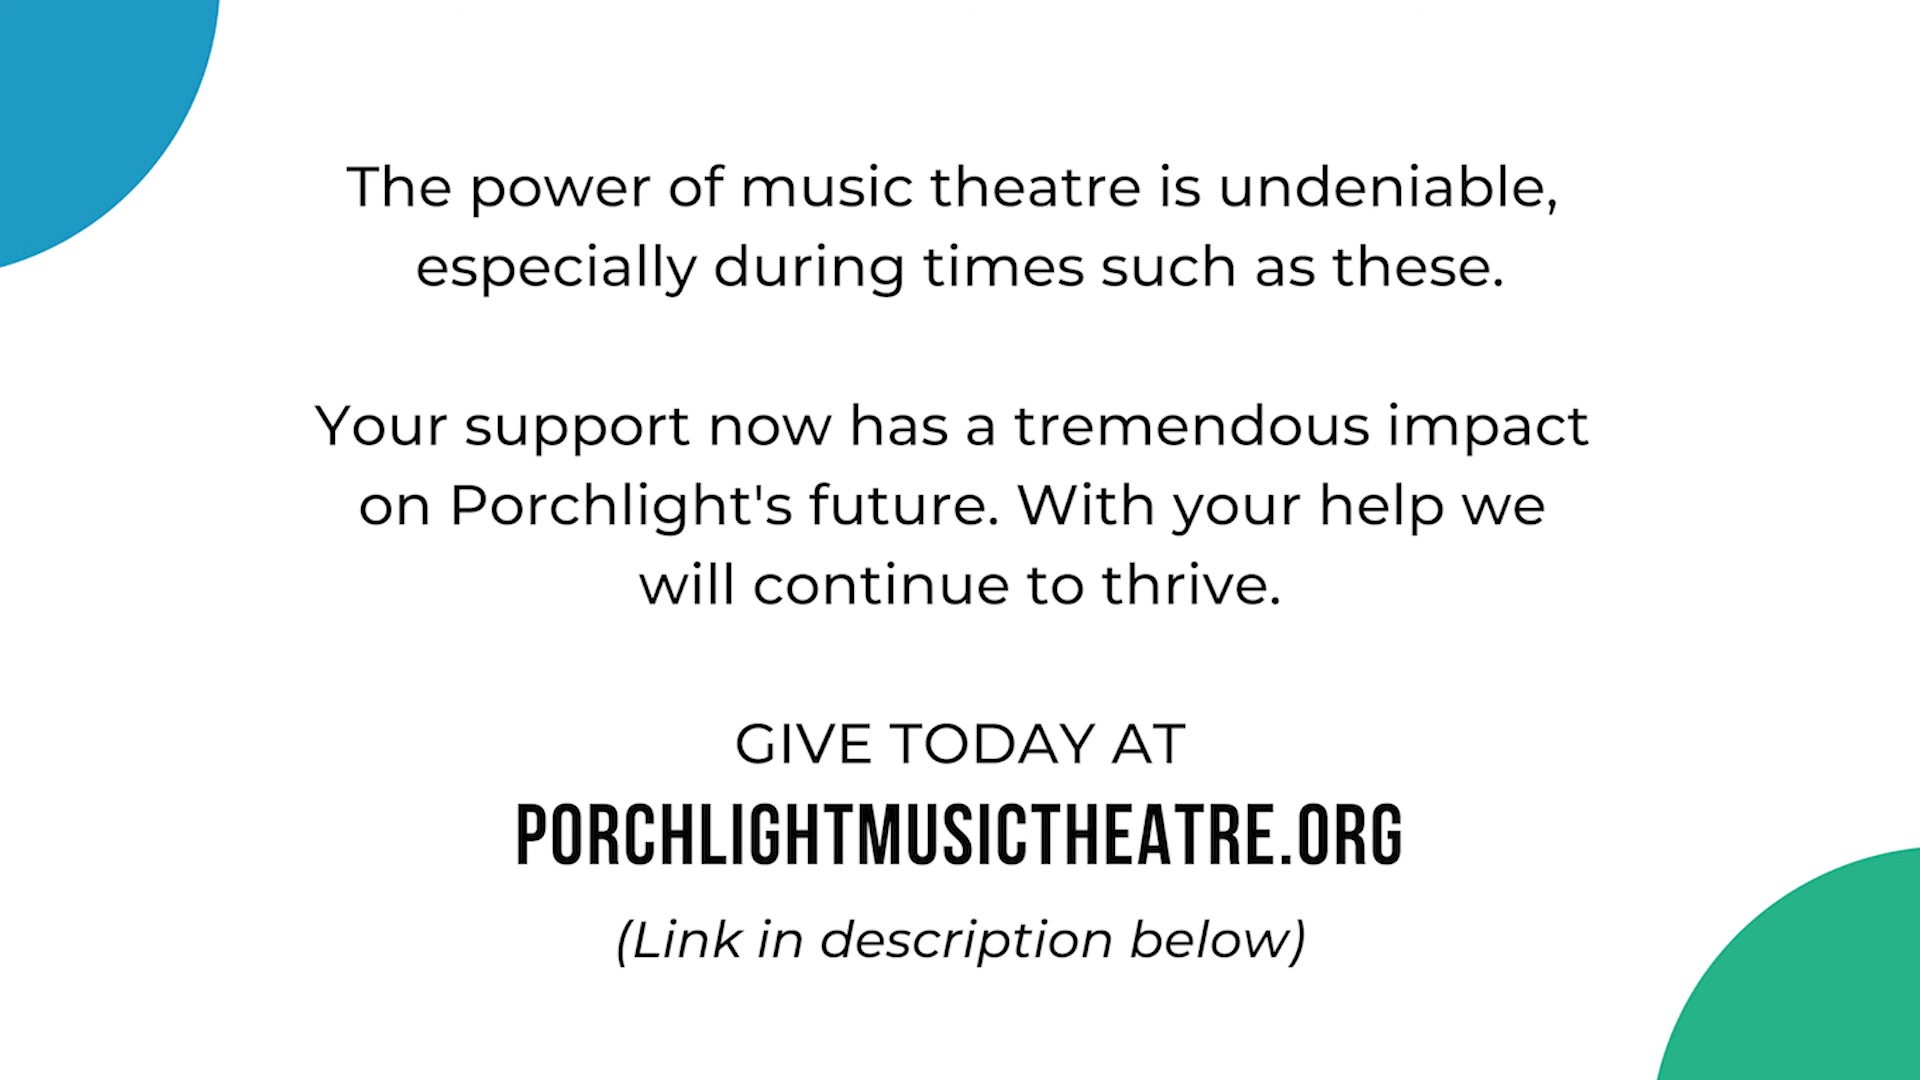 The power of music theatre is undeniable,
especially during times such as these.
Your support now has a tremendous impact
on Porchlight's future. With your help we
will continue to thrive.
GIVE TODAY AT
PORCHLIGHTMUSICTHEATRE.ORG
(Link in description below)